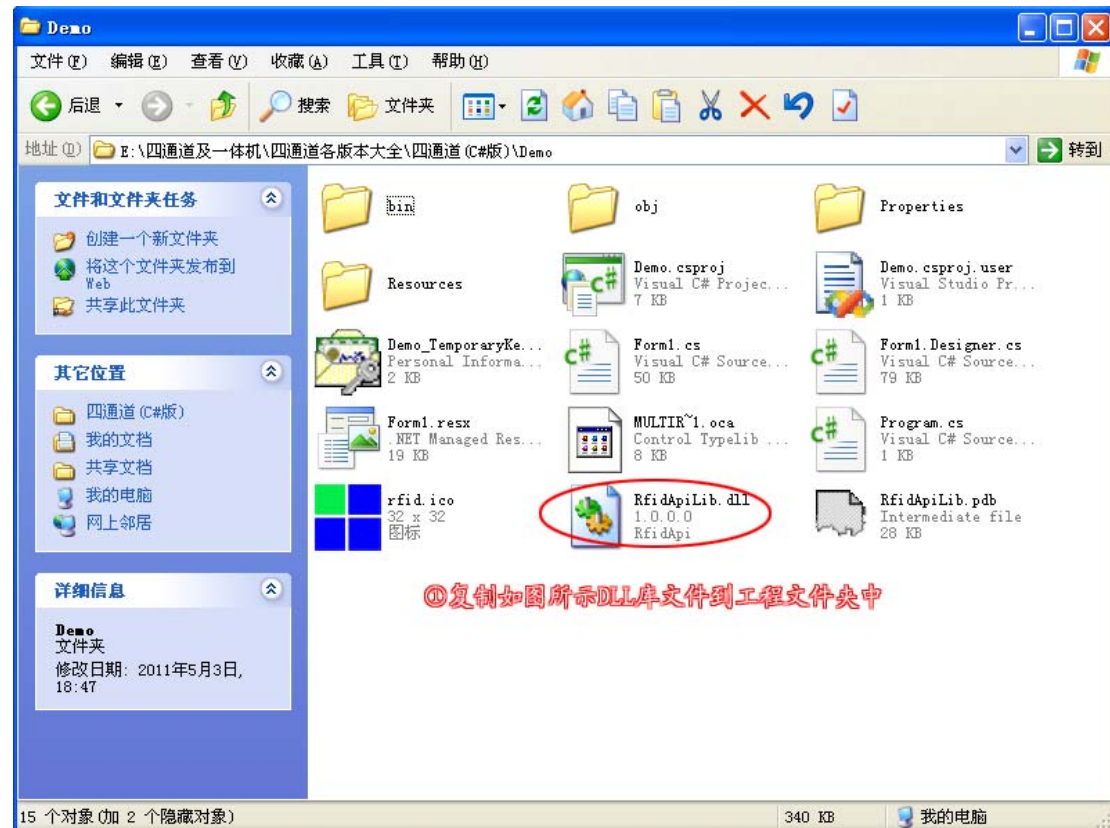 Demo
文件(F) 编辑(E) 查看(V) 收藏(A) 工具(T) 帮助(H)
后退 搜索 文件夹
地址(D) E:\四通道及一体机\四通道各版本大全\四通道(C#版)\Demo 转到
文件和文件夹任务
创建一个新文件夹
将这个文件夹发布到
Web
共享此文件夹
其它位置
四通道(C#版)
我的文档
共享文档
我的电脑
网上邻居
详细信息
Demo
文件夹
修改日期: 2011年5月3日,
18:47
bin
obj
Properties
Resources
Demo.csproj
Visual C# Projec...
7 KB
Demo.csproj.user
Visual Studio Pr...
1 KB
Demo_TemporaryKe...
Personal Informa...
2 KB
Form1.cs
Visual C# Source...
50 KB
Form1.Designer.cs
Visual C# Source...
79 KB
Form1.resx
.NET Managed Res...
19 KB
MULTIR~1.oca
Control Typelib ...
8 KB
Program.cs
Visual C# Source...
1 KB
rfid.ico
32 x 32
图标
RfidApiLib.dll
1.0.0.0
RfidApi
RfidApiLib.pdb
Intermediate file
28 KB
①复制如图所示DLL库文件到工程文件夹中
15 个对象(加 2 个隐藏对象) 340 KB 我的电脑